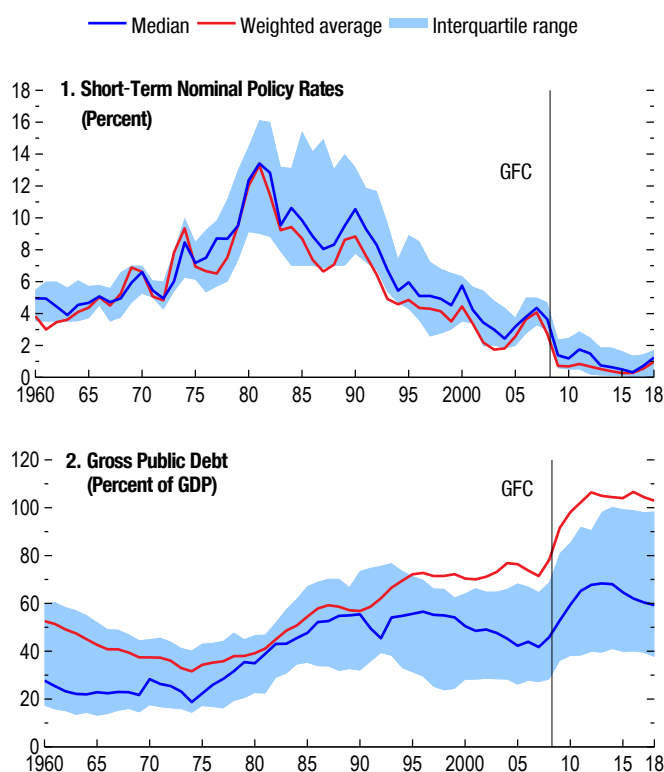 Median Weighted average Interquartile range
1. Short-Term Nominal Policy Rates
(Percent)
18
16
14
12
10
8
6
4
2
0
GFC
1960 65 70 75 80 85 90 95 2000 05 10 15 18
2. Gross Public Debt
(Percent of GDP)
120
100
80
60
40
20
0
GFC
1960 65 70 75 80 85 90 95 2000 05 10 15 18